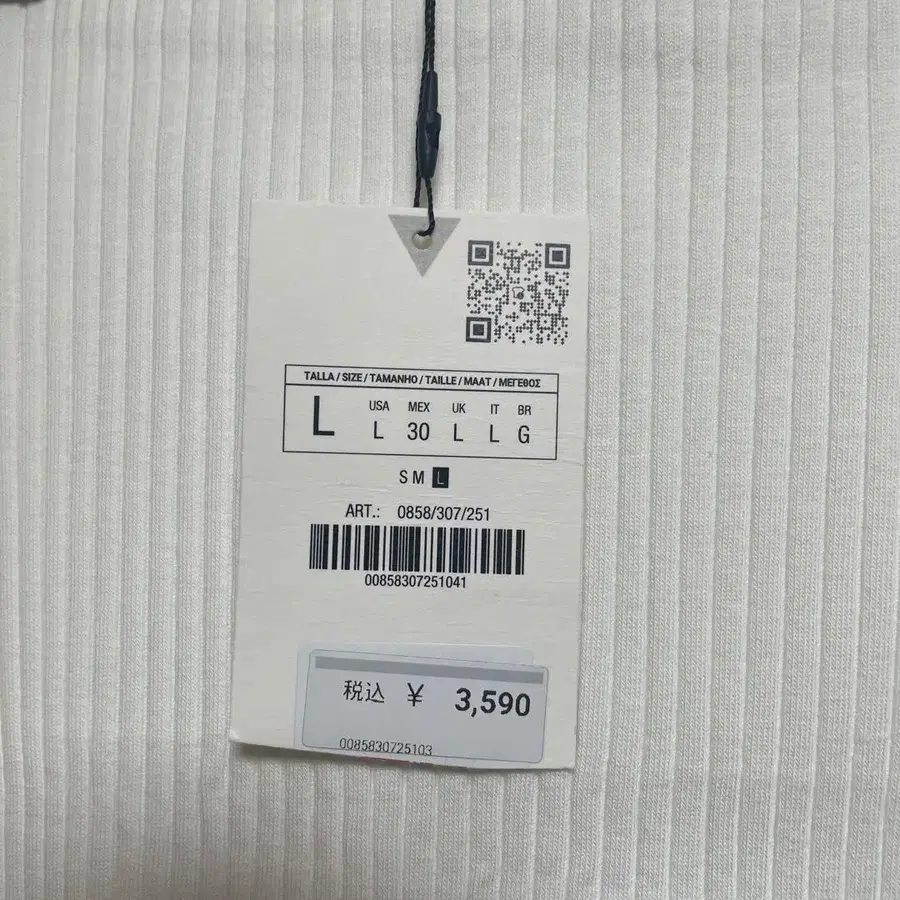 TALLA / SIZE / TAMANHO / TAILLE / MAAT / ΜΕΓΕΘΟΣ
L
USA MEX UK IT BR
L 30 L L G
S M L
ART.: 0858/307/251
00858307251041
税込 ¥ 3,590
0085830725103